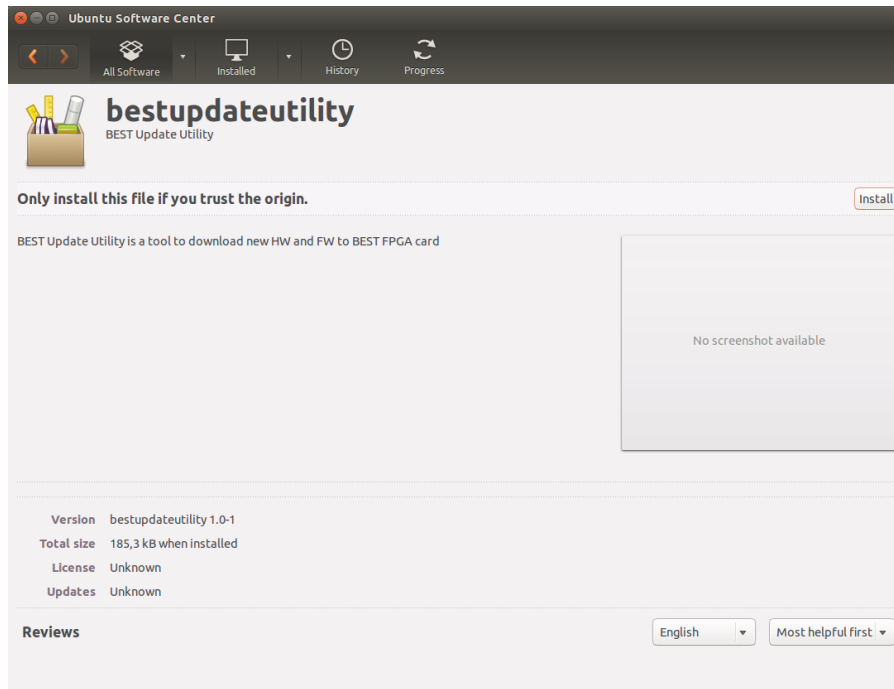 Ubuntu Software Center
All Software
Installed
History
Progress
bestupdateutility
BEST Update Utility
Only install this file if you trust the origin.
Install
BEST Update Utility is a tool to download new HW and FW to BEST FPGA card
No screenshot available
Version bestupdateutility 1.0-1
Total size 185,3 kB when installed
License Unknown
Updates Unknown
Reviews
English
Most helpful first